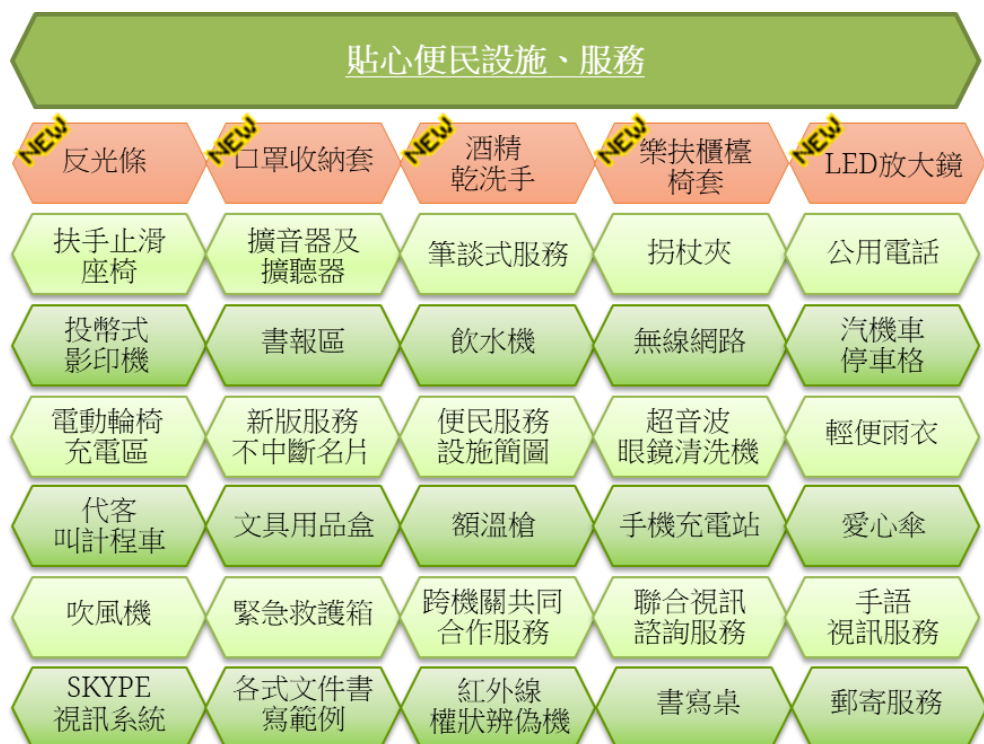 貼心便民設施、服務
NEW
反光條
NEW
口罩收納套
NEW
酒精
乾洗手
NEW
樂扶櫃檯
椅套
NEW
LED放大鏡
扶手止滑
座椅
擴音器及
擴聽器
筆談式服務
拐杖夾
公用電話
投幣式
影印機
書報區
飲水機
無線網路
汽機車
停車格
電動輪椅
充電區
新版服務
不中斷名片
便民服務
設施簡圖
超音波
眼鏡清洗機
輕便雨衣
代客
叫計程車
文具用品盒
額溫槍
手機充電站
愛心傘
吹風機
緊急救護箱
跨機關共同
合作服務
聯合視訊
諮詢服務
手語
視訊服務
SKYPE
視訊系統
各式文件書
寫範例
紅外線
權狀辨偽機
書寫桌
郵寄服務